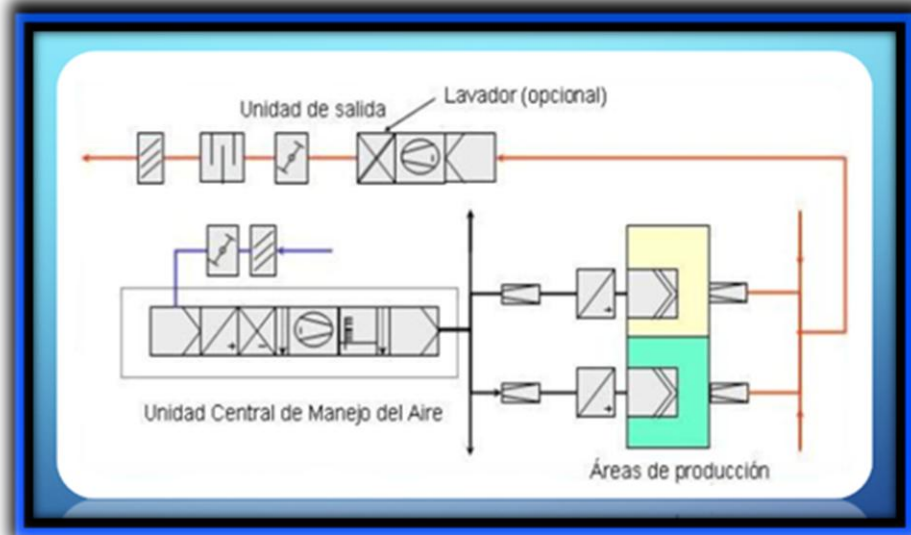 Lavador (opcional)
Unidad de salida
Unidad Central de Manejo del Aire
Áreas de producción